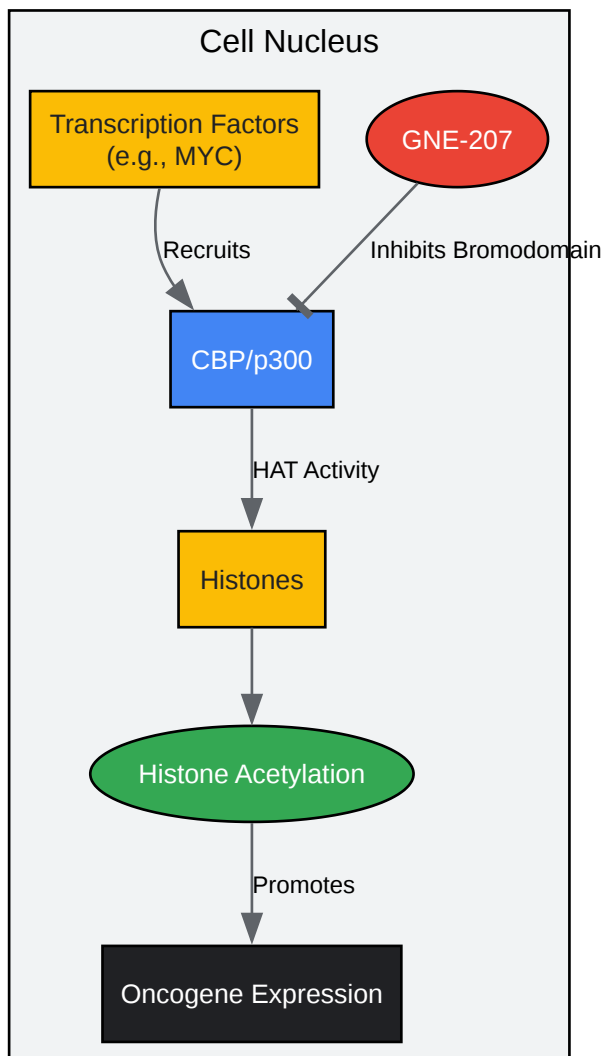 Cell Nucleus
Transcription Factors
(e.g., MYC)
GNE-207
Recruits
Inhibits Bromodomain
CBP/p300
HAT Activity
Histones
Histone Acetylation
Promotes
Oncogene Expression